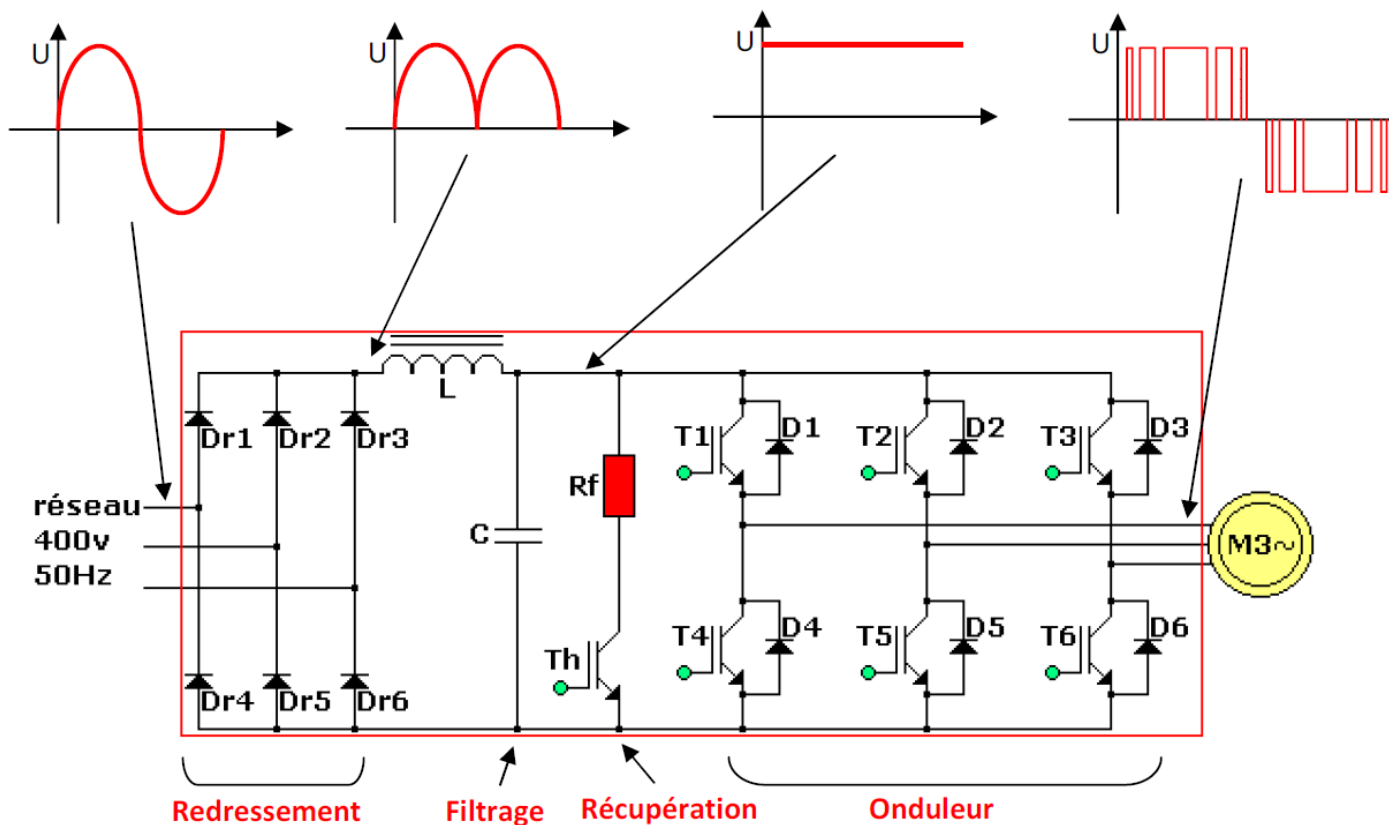 U
U
U
U
L
Dr1
Dr2
Dr3
T1
D1
T2
D2
T3
D3
Rf
réseau
400v
50Hz
C
M3~
Th
T4
D4
T5
D5
T6
D6
Dr4
Dr5
Dr6
Redressement
Filtrage
Récupération
Onduleur